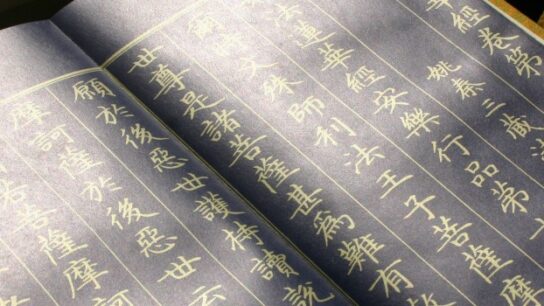 經卷第
姚秦三藏法
法蓮華經安樂行品第
爾文殊師利法王子菩薩摩
世尊是諸菩薩甚為難有
願於後惡世護持讀說
摩訶薩於後惡世云
若菩薩摩訶